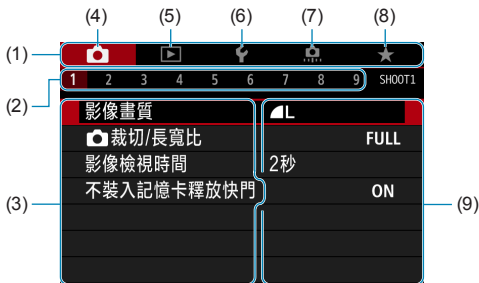 (4) (5) (6) (7) (8)
(1)
(2) 1 2 3 4 5 6 7 8 9 SHOOT1
影像畫質 L
裁切/長寬比 FULL
影像檢視時間 2秒
不裝入記憶卡釋放快門 ON
(3) (9)